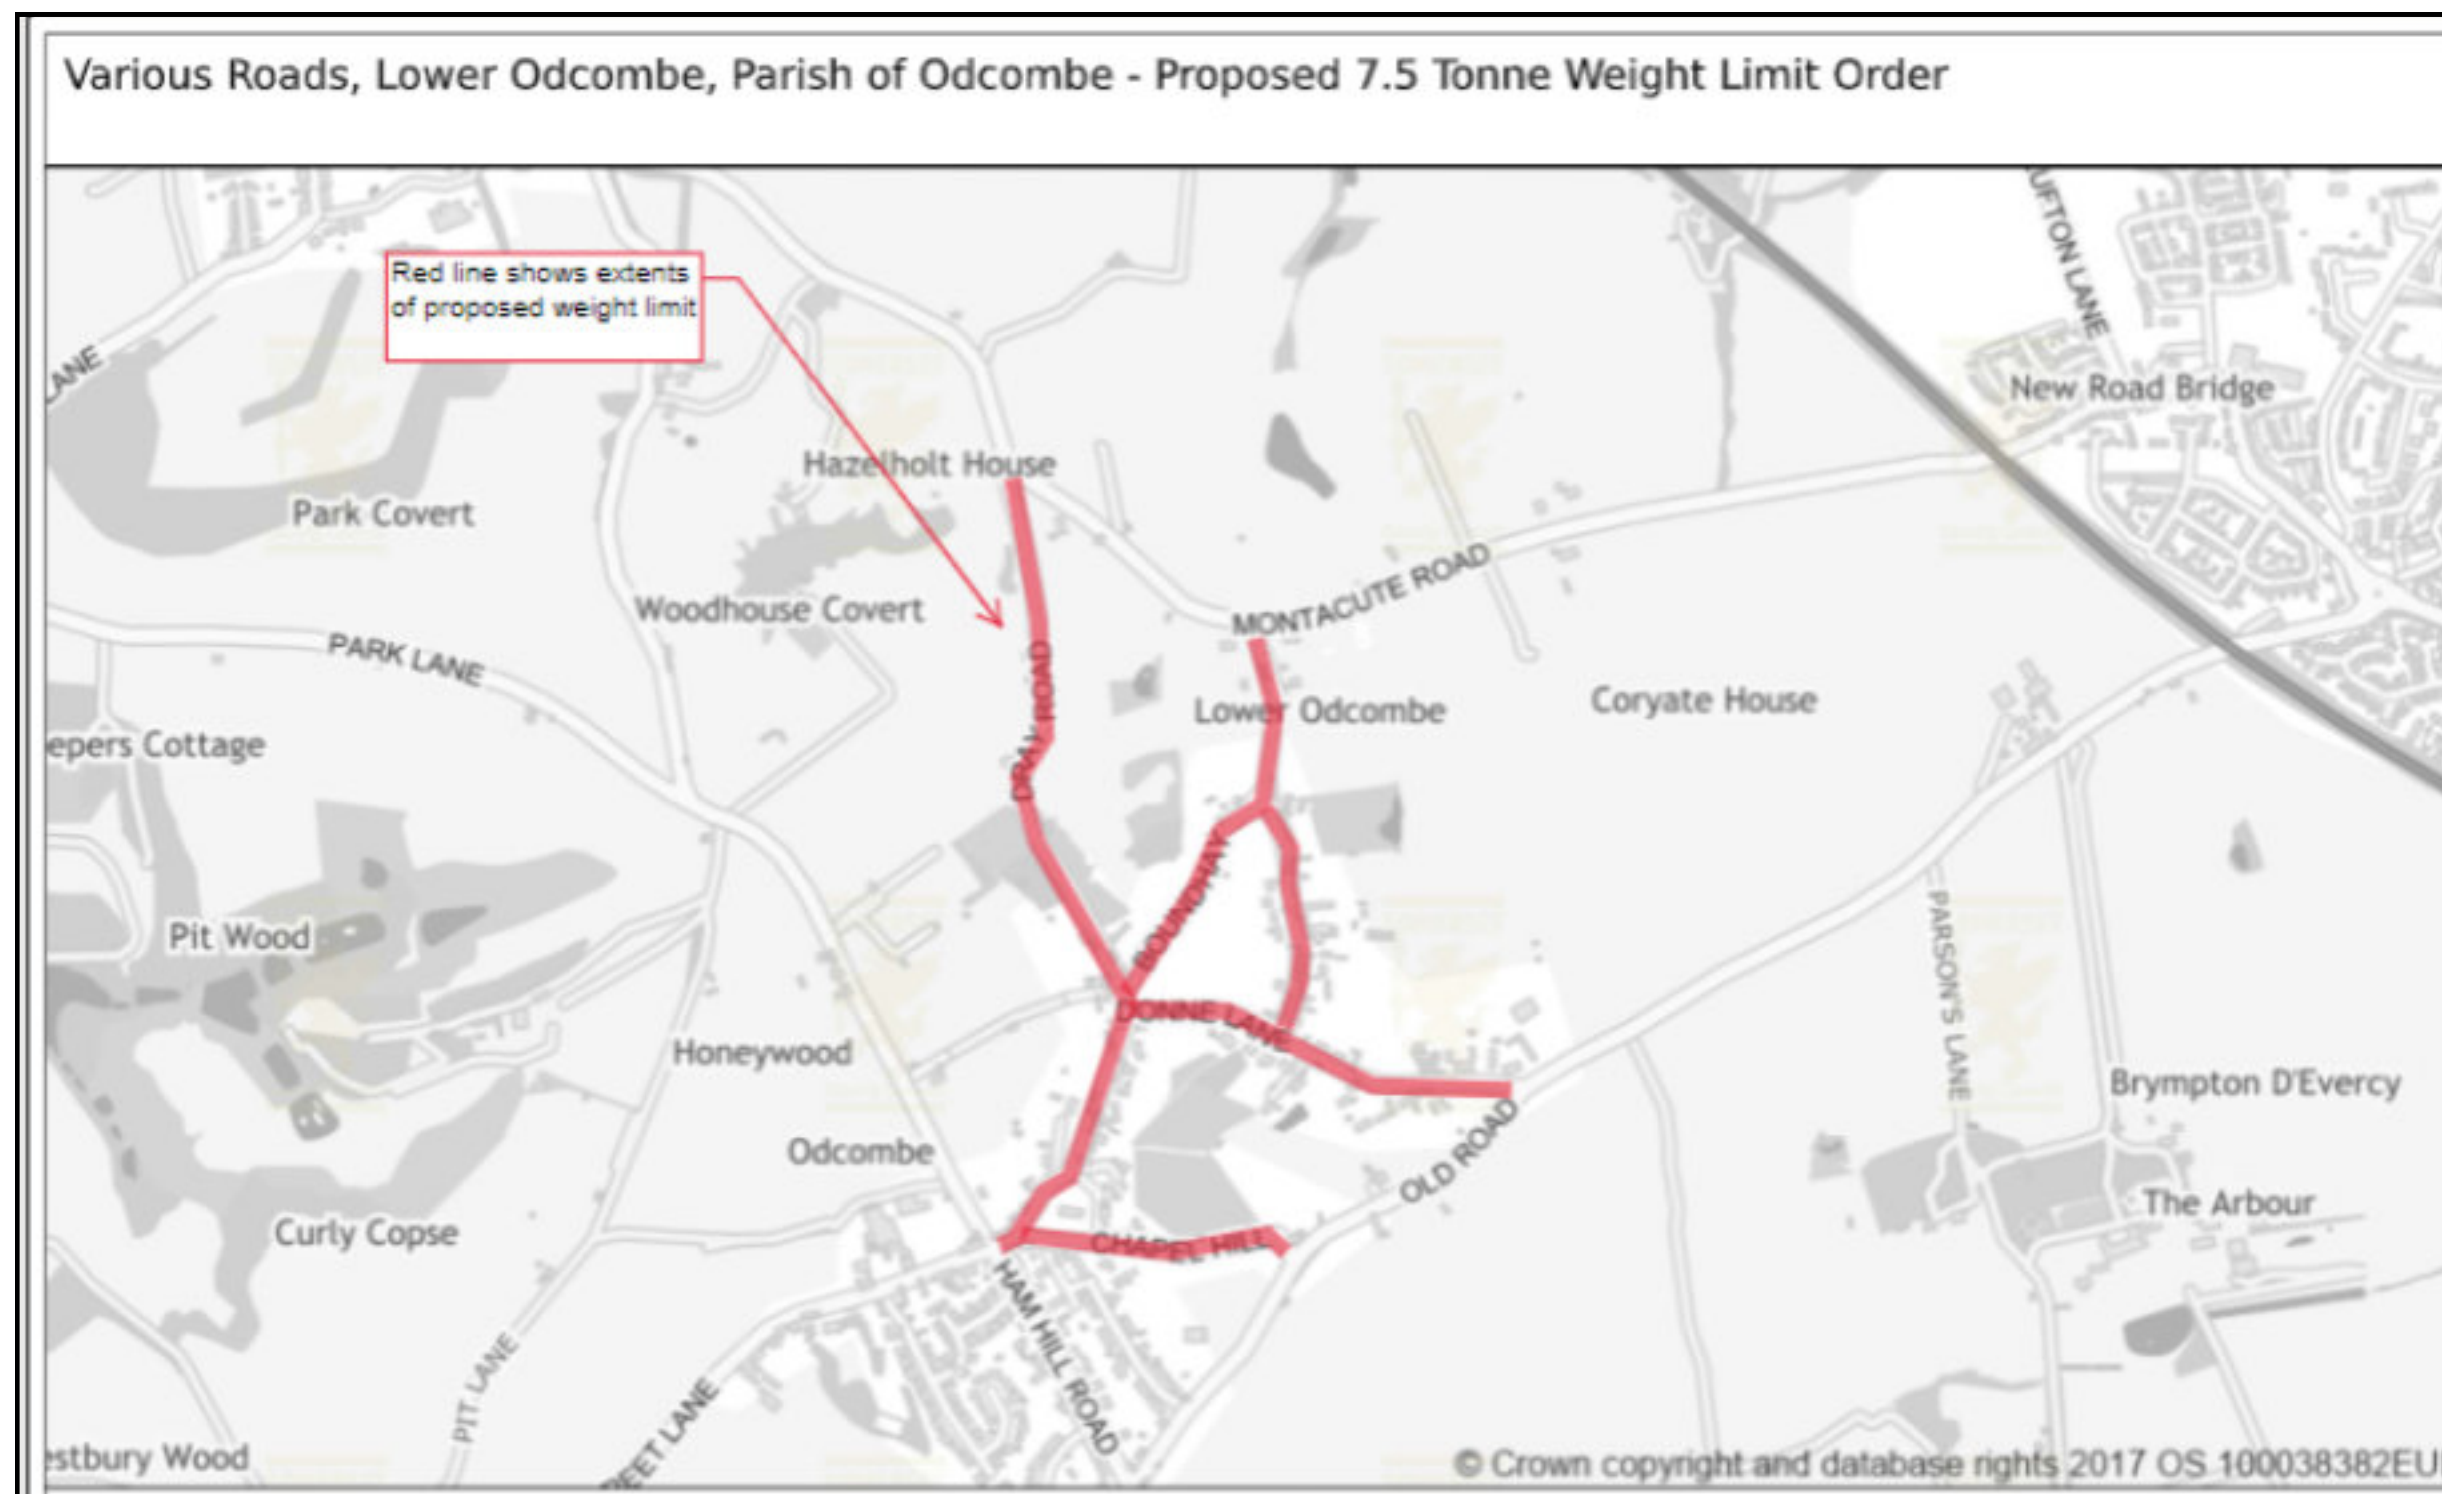 Various Roads, Lower Odcombe, Parish of Odcombe - Proposed 7.5 Tonne Weight Limit Order
UFTON LANE
Red line shows extents
of proposed weight limit
LANE
New Road Bridge
Hazelholt House
Park Covert
MONTACUTE ROAD
Woodhouse Covert
PARK LANE
DRAY ROAD
Lower Odcombe
Coryate House
epers Cottage
BOUNDHAY
PARSON'S LANE
Pit Wood
DONNE LANE
Honeywood
Brympton D'Evercy
Odcombe
OLD ROAD
The Arbour
Curly Copse
CHAPEL HILL
HAM HILL ROAD
PIT LANE
REET LANE
estbury Wood
© Crown copyright and database rights 2017 OS 100038382EU